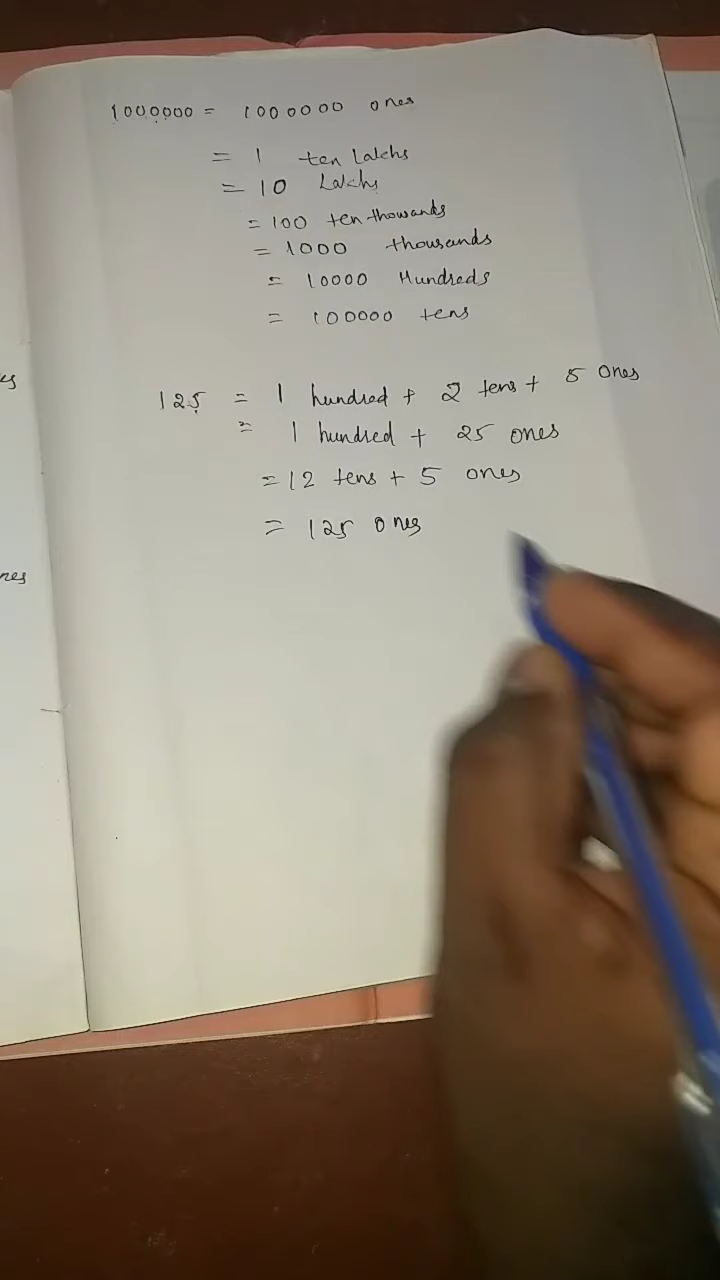 1000000 = 1000000 ones
= 1 ten Lakhs
= 10 Lakhs
= 100 ten thowands
= 1000 thousands
= 10000 Hundreds
= 100000 tens
125 = 1 hundred + 2 tens + 5 Ones
= 1 hundred + 25 ones
= 12 tens + 5 ones
= 125 ones